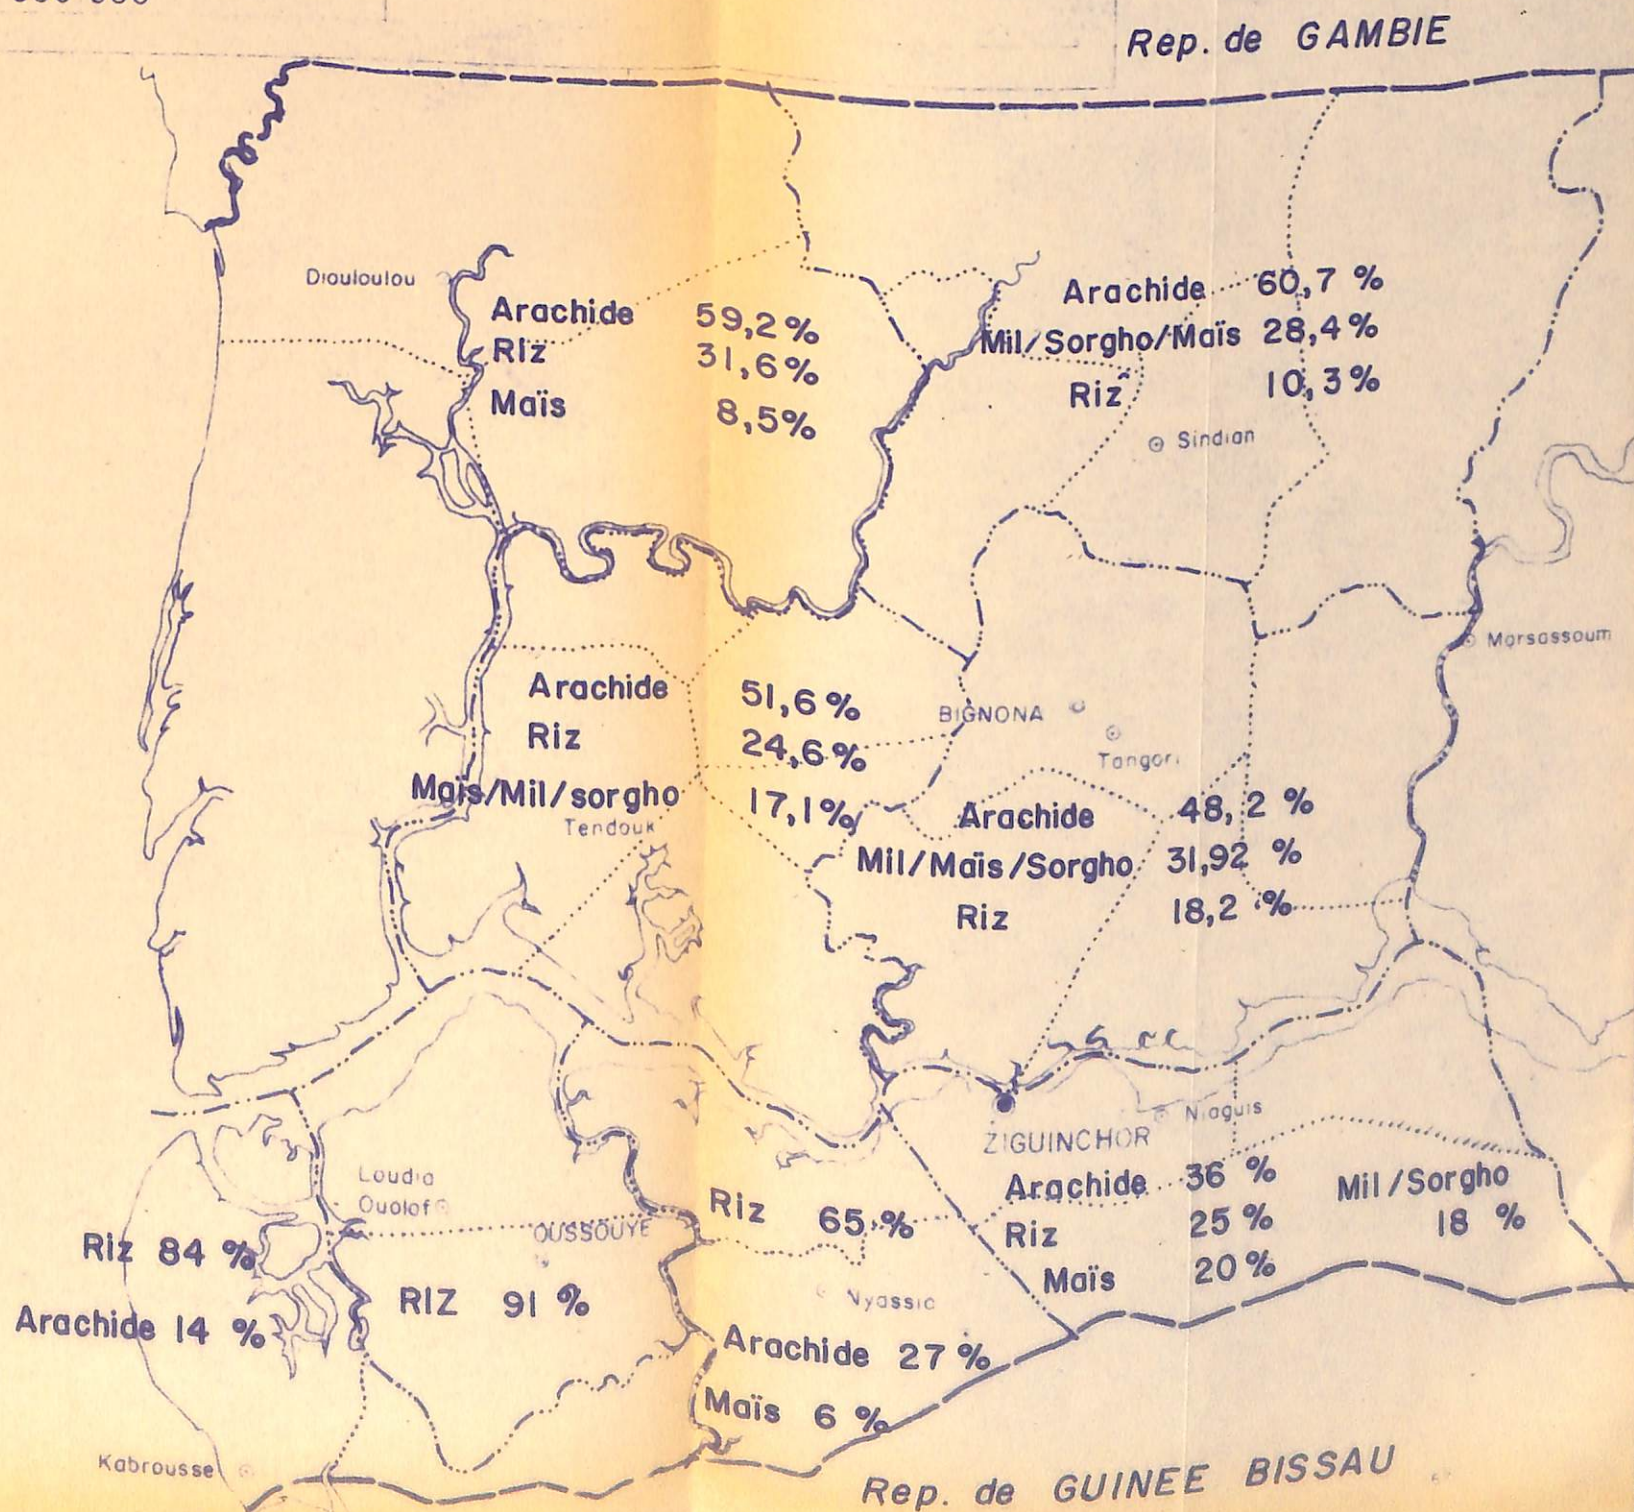 Rep. de GAMBIE
Diouloulou
Arachide 59,2%
RIz 31,6%
Maïs 8,5%
Arachide 60,7 %
Mil/Sorgho/Maïs 28,4%
Riz 10,3%
Sindian
Marsassoum
Arachide 51,6%
Riz 24,6%
Maïs/Mil/sorgho 17,1%
Tendouk
BIGNONA
Tangori
Arachide 48,2 %
Mil/Maïs/Sorgho 31,92 %
Riz 18,2 %
Niaguis
ZIGUINCHOR
Arachide 36 %
Riz 25%
Maïs 20%
Mil/Sorgho
18 %
Loudia
Ouolof
OUSSOUYE
Riz 84 %
Arachide 14 %
RIZ 91 %
Riz 65 %
Nyassia
Arachide 27 %
Maïs 6 %
Kabrousse
Rep. de GUINEE BISSAU